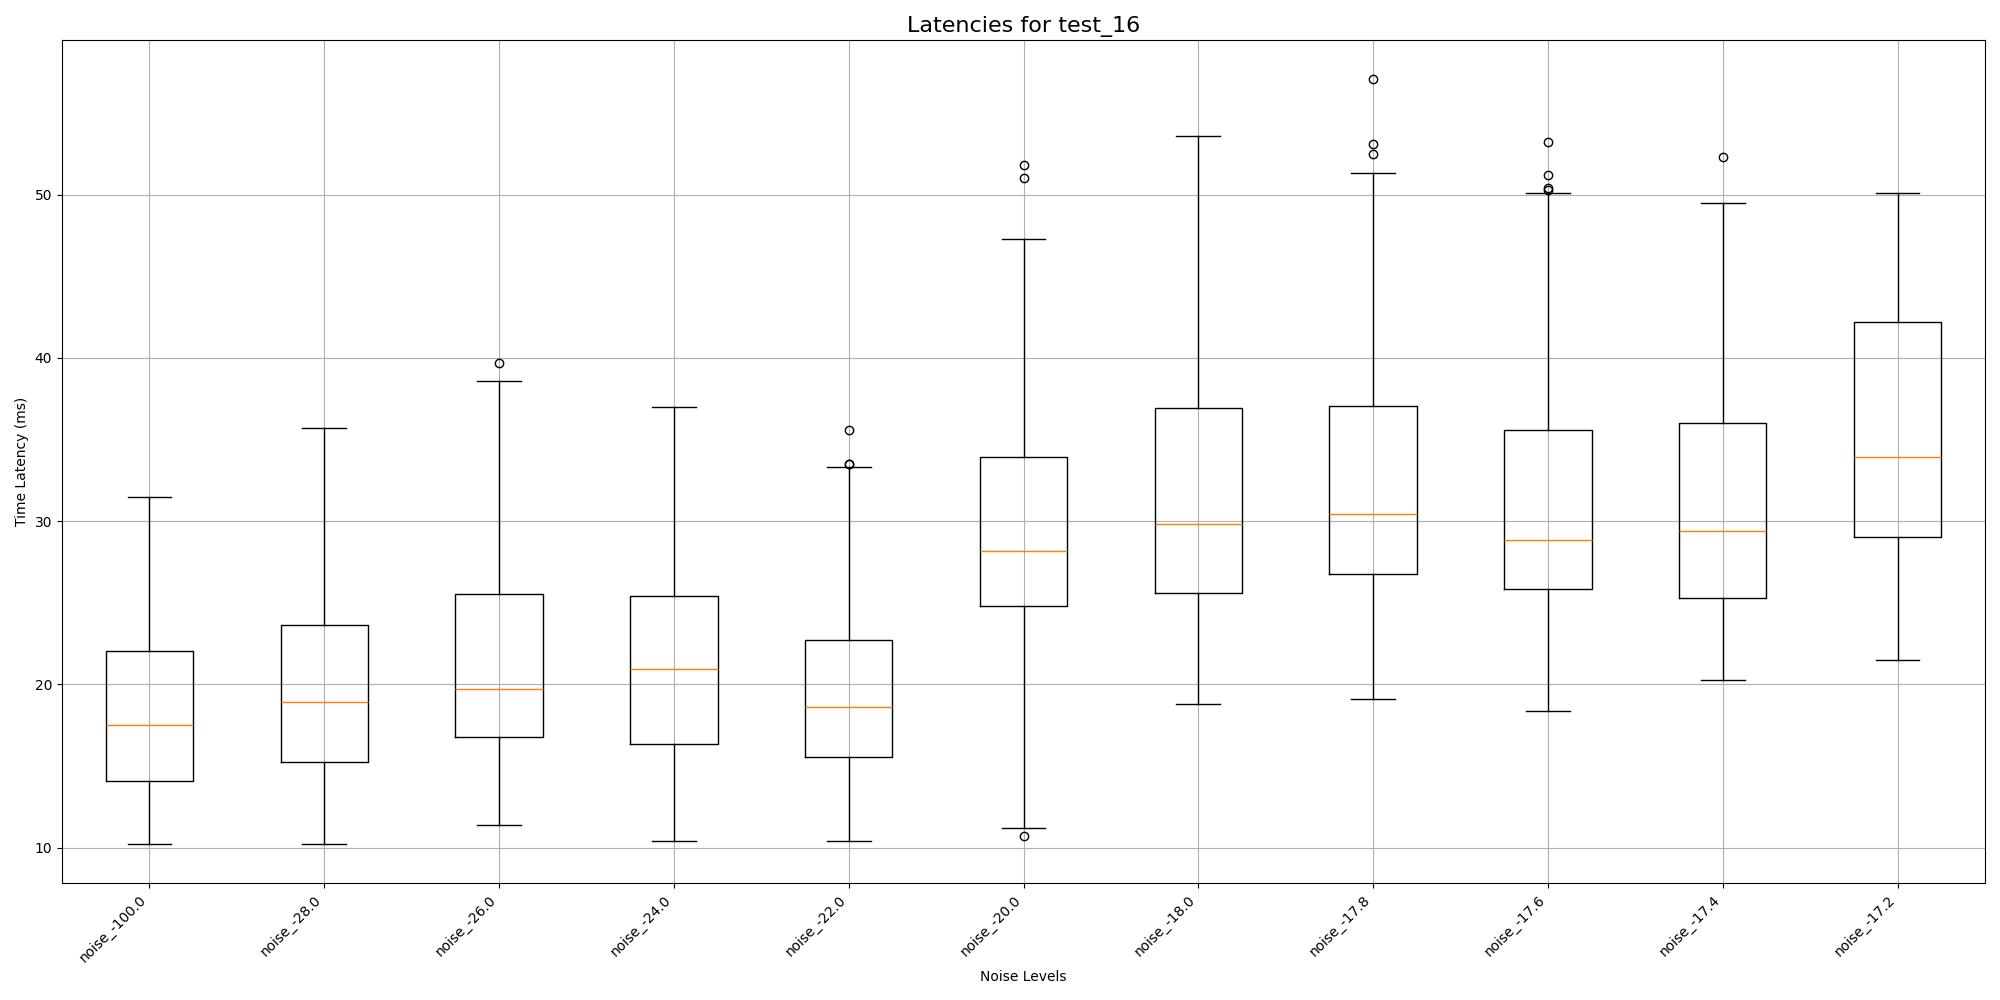 Latencies for test_16
Time Latency (ms)
50
40
30
20
10
noise_-100.0
noise_-28.0
noise_-26.0
noise_-24.0
noise_-22.0
noise_-20.0
noise_-18.0
noise_-17.8
noise_-17.6
noise_-17.4
noise_-17.2
Noise Levels